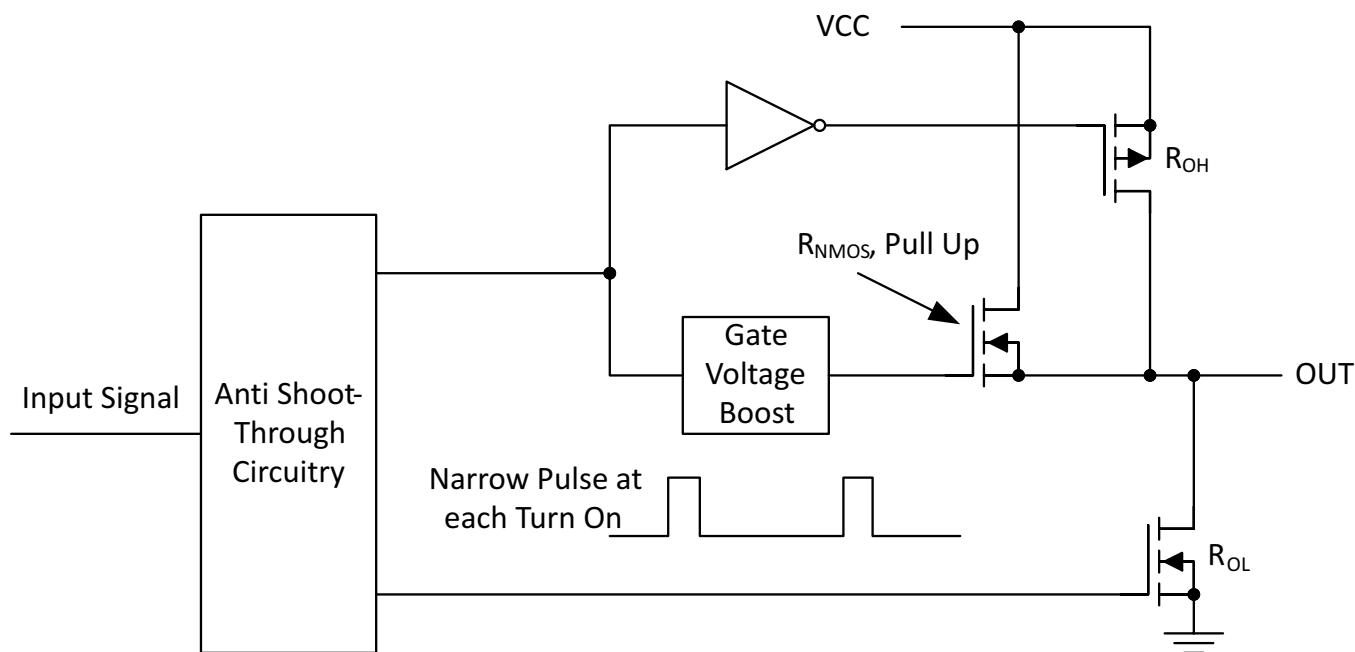 VCC
R_OH
R_NMOS, Pull Up
Gate
Voltage
Boost
OUT
Input Signal
Anti Shoot-
Through
Circuitry
Narrow Pulse at
each Turn On
R_OL